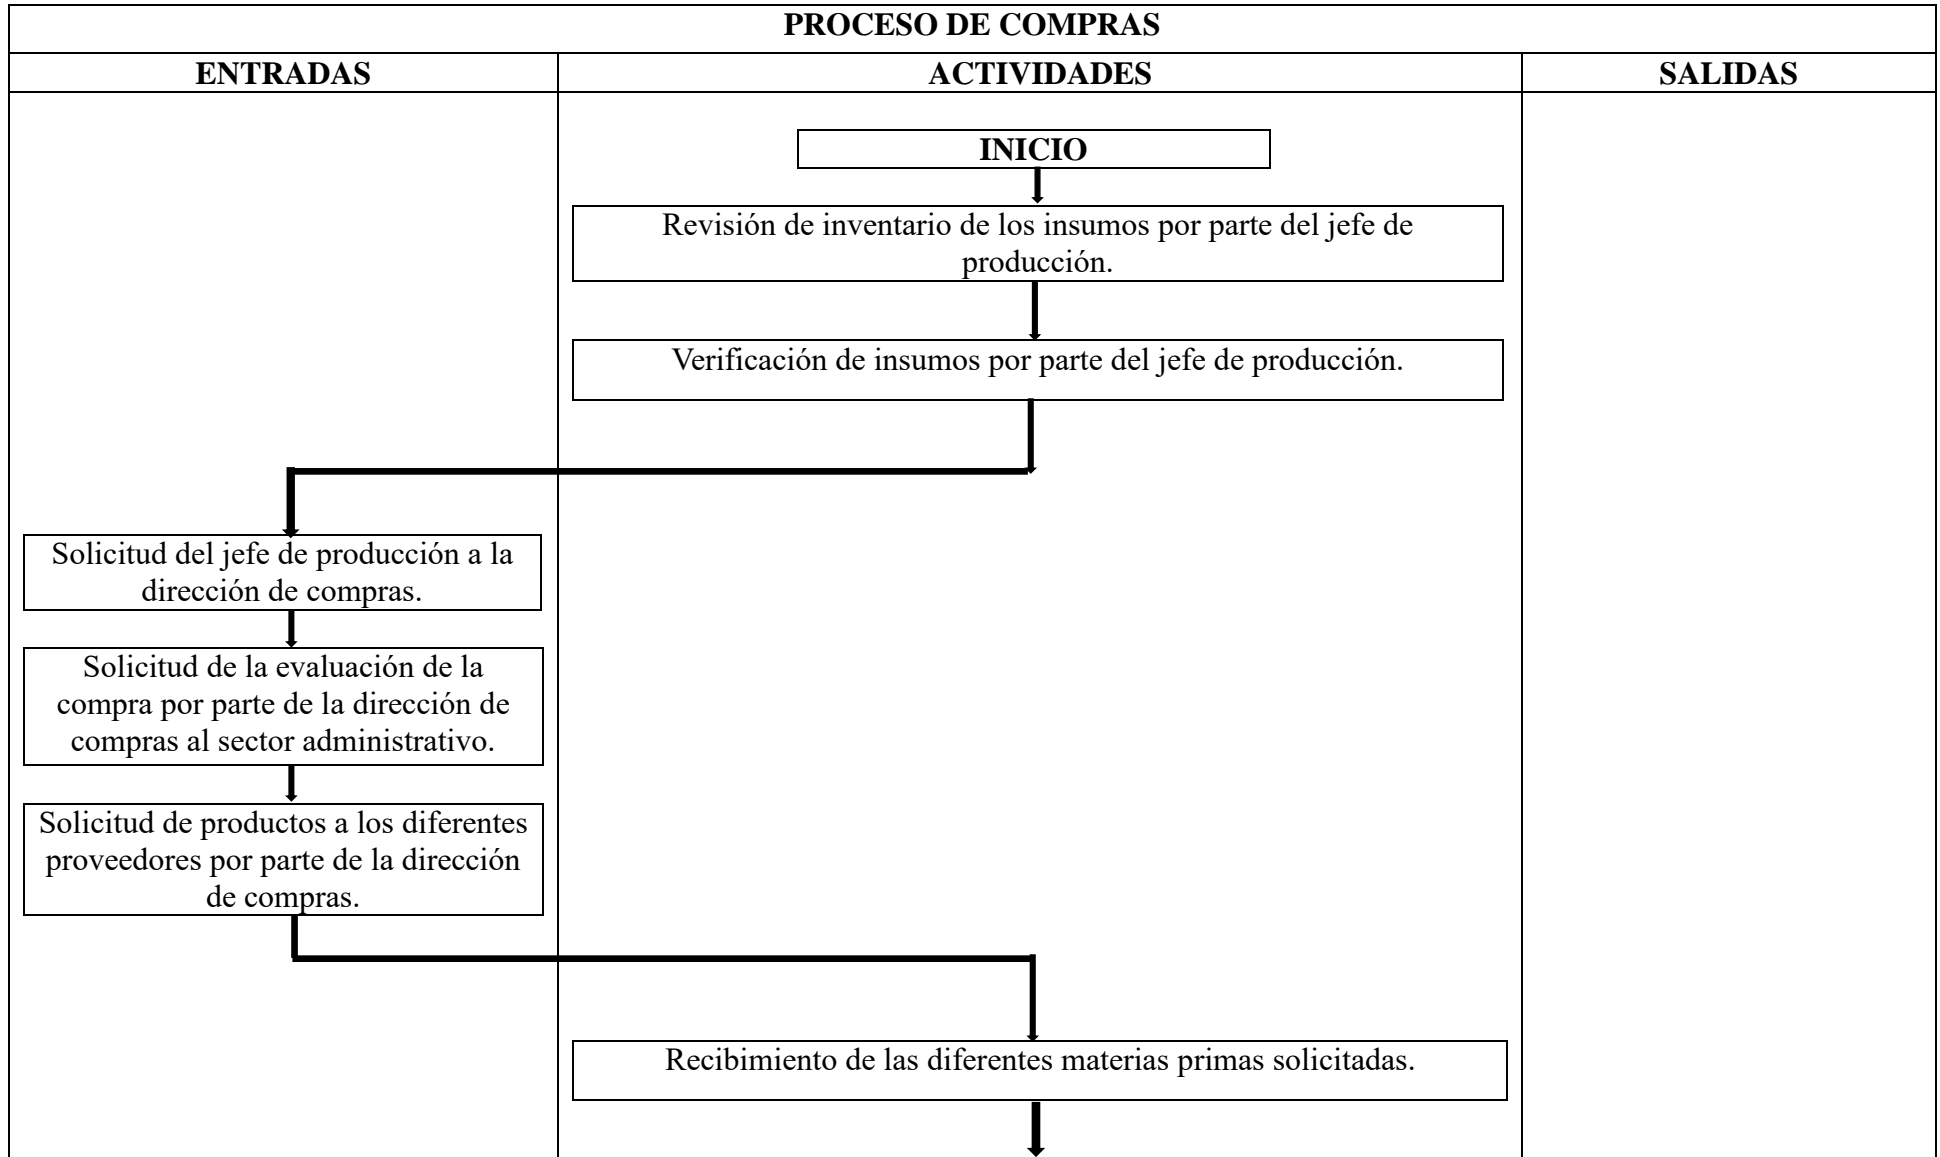 PROCESO DE COMPRAS
ENTRADAS
ACTIVIDADES
SALIDAS
INICIO
Revisión de inventario de los insumos por parte del jefe de
producción.
Verificación de insumos por parte del jefe de producción.
Solicitud del jefe de producción a la
dirección de compras.
Solicitud de la evaluación de la
compra por parte de la dirección de
compras al sector administrativo.
Solicitud de productos a los diferentes
proveedores por parte de la dirección
de compras.
Recibimiento de las diferentes materias primas solicitadas.